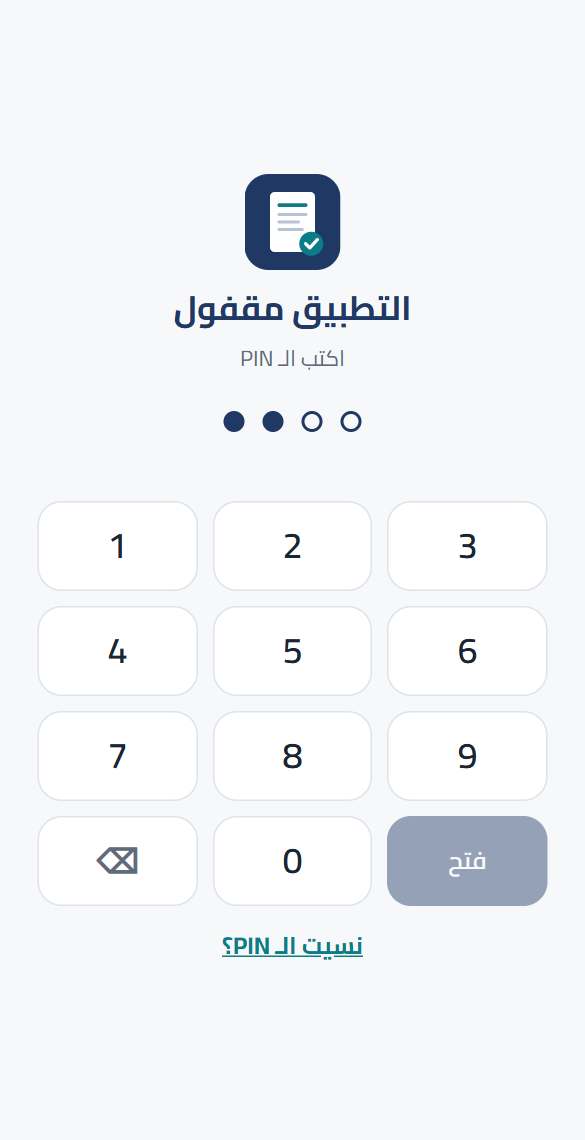 التطبيق مقفول
اكتب الـ PIN
1 2 3
4 5 6
7 8 9
⌫ 0 فتح
نسيت الـ PIN؟